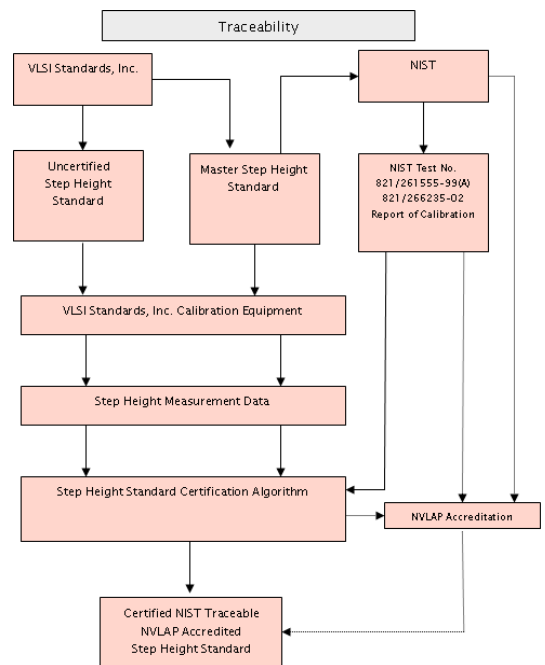 Traceability
VLSI Standards, Inc.
NIST
Uncertified
Step Height
Standard
Master Step Height
Standard
NIST Test No.
821/261555-99(A)
821/266235-02
Report of Calibration
VLSI Standards, Inc. Calibration Equipment
Step Height Measurement Data
Step Height Standard Certification Algorithm
NVLAP Accreditation
Certified NIST Traceable
NVLAP Accredited
Step Height Standard